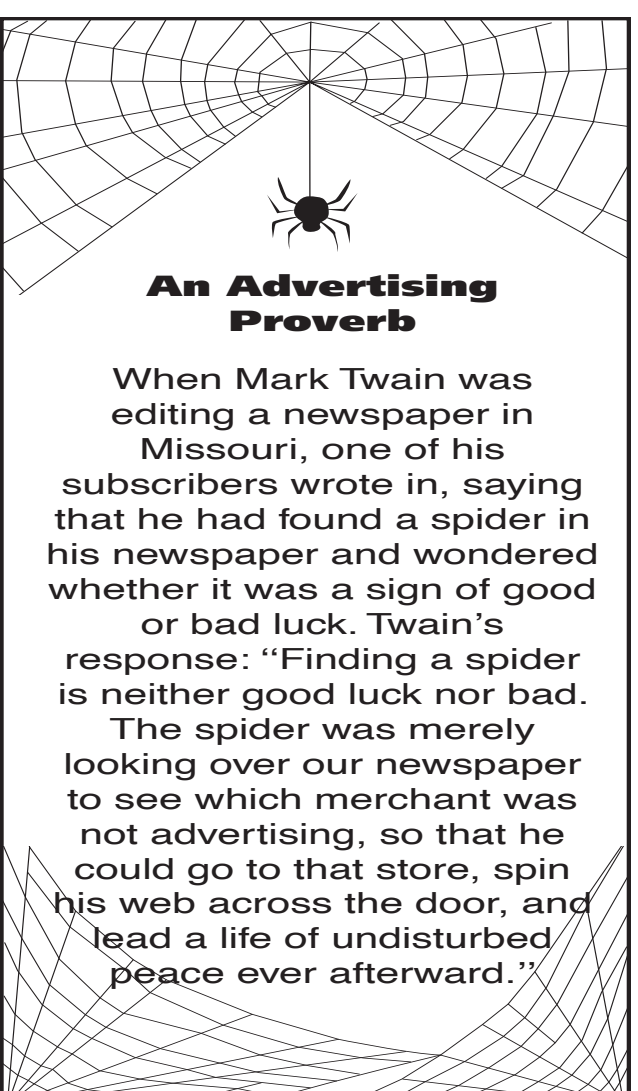 An Advertising
Proverb
When Mark Twain was
editing a newspaper in
Missouri, one of his
subscribers wrote in, saying
that he had found a spider in
his newspaper and wondered
whether it was a sign of good
or bad luck. Twain’s
response: ‘‘Finding a spider
is neither good luck nor bad.
The spider was merely
looking over our newspaper
to see which merchant was
not advertising, so that he
could go to that store, spin
his web across the door, and
lead a life of undisturbed
peace ever afterward.’’